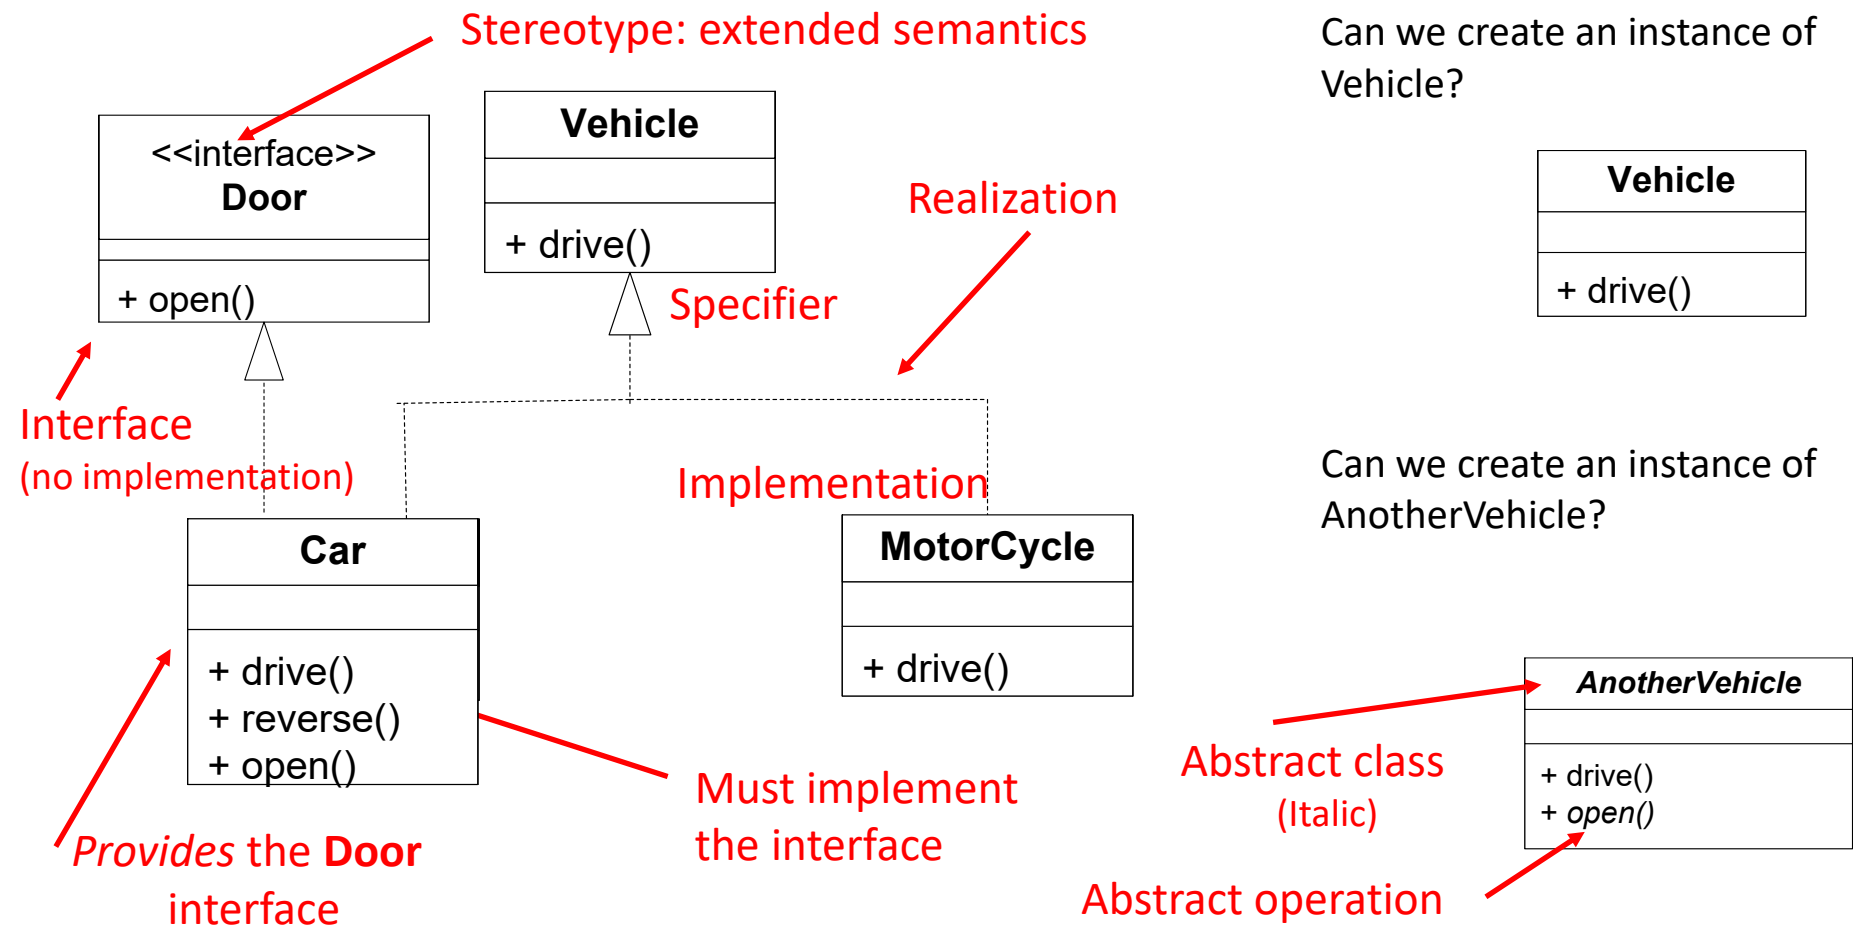 Stereotype: extended semantics
<<interface>>
Door
+ open()
Vehicle
+ drive()
Realization
Specifier
Interface
(no implementation)
Implementation
Car
+ drive()
+ reverse()
+ open()
MotorCycle
+ drive()
Provides the Door
interface
Must implement
the interface
Can we create an instance of
Vehicle?
Vehicle
+ drive()
Can we create an instance of
AnotherVehicle?
AnotherVehicle
+ drive()
+ open()
Abstract class
(Italic)
Abstract operation